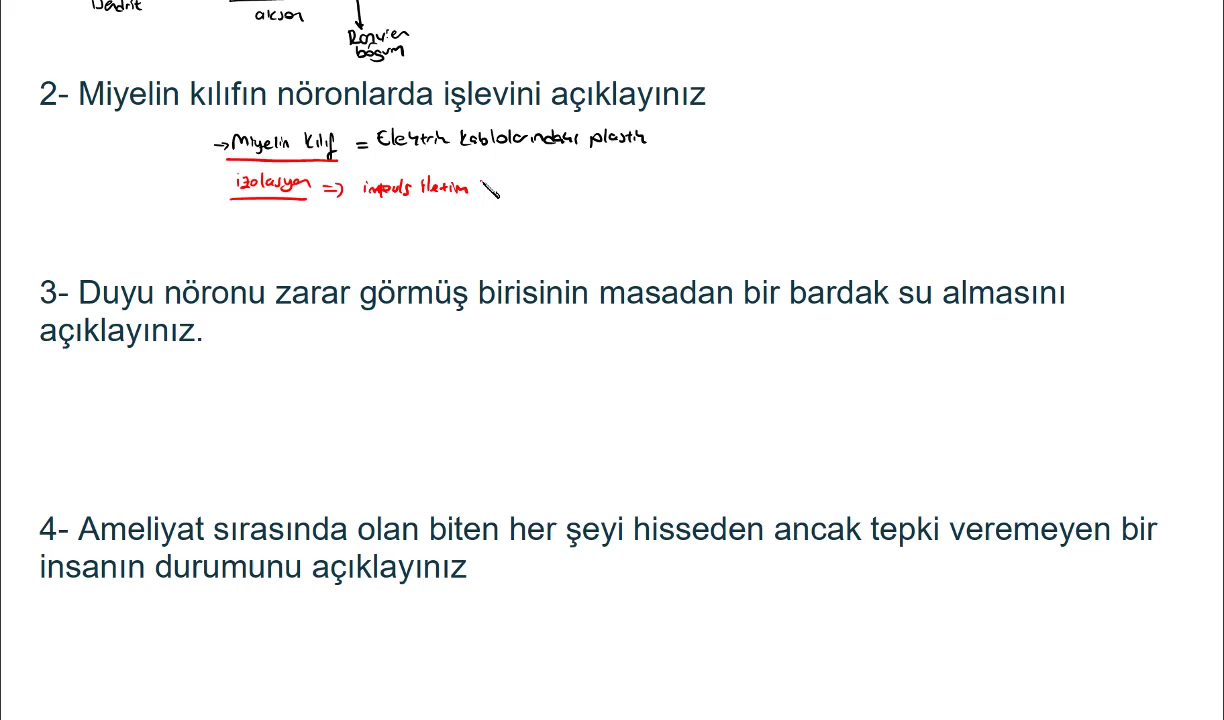 Dendrit
akson
Ranvier
boğum
2- Miyelin kılıfın nöronlarda işlevini açıklayınız
→ Miyelin kılıf = Elektrik kablolarındaki plastik
izolasyon => impuls iletim
3- Duyu nöronu zarar görmüş birisinin masadan bir bardak su almasını
açıklayınız.
4- Ameliyat sırasında olan biten her şeyi hisseden ancak tepki veremeyen bir
insanın durumunu açıklayınız